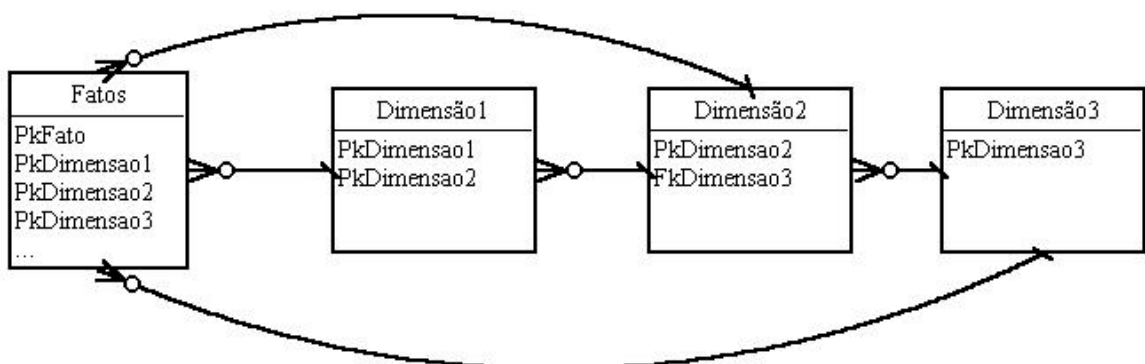 Fatos
PkFato
PkDimensao1
PkDimensao2
PkDimensao3
...
Dimensão1
PkDimensao1
PkDimensao2
Dimensão2
PkDimensao2
FkDimensao3
Dimensão3
PkDimensao3